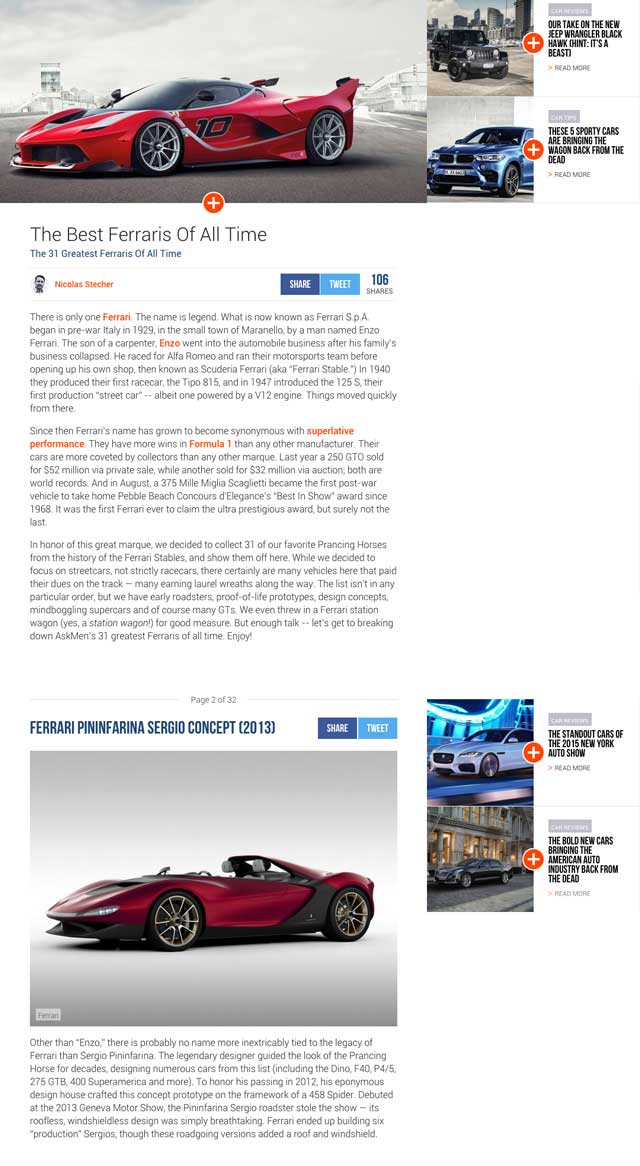 CAR REVIEWS
OUR TAKE ON THE NEW
JEEP WRANGLER BLACK
HAWK (HINT: IT'S A
BEAST)
> READ MORE
10
CAR TIPS
THESE 5 SPORTY CARS
ARE BRINGING THE
WAGON BACK FROM THE
DEAD
> READ MORE
The Best Ferraris Of All Time
The 31 Greatest Ferraris Of All Time
Nicolas Stecher
SHARE
TWEET
106
SHARES
There is only one Ferrari. The name is legend. What is now known as Ferrari S.p.A.
began in pre-war Italy in 1929, in the small town of Maranello, by a man named Enzo
Ferrari. The son of a carpenter, Enzo went into the automobile business after his family's
business collapsed. He raced for Alfa Romeo and ran their motorsports team before
opening up his own shop, then known as Scuderia Ferrari (aka “Ferrari Stable.”) In 1940
they produced their first racecar, the Tipo 815, and in 1947 introduced the 125 S, their
first production “street car” -- albeit one powered by a V12 engine. Things moved quickly
from there.
Since then Ferrari's name has grown to become synonymous with superlative
performance. They have more wins in Formula 1 than any other manufacturer. Their
cars are more coveted by collectors than any other marque. Last year a 250 GTO sold
for $52 million via private sale, while another sold for $32 million via auction; both are
world records. And in August, a 375 Mille Miglia Scaglietti became the first post-war
vehicle to take home Pebble Beach Concours d'Elegance's “Best In Show” award since
1968. It was the first Ferrari ever to claim the ultra prestigious award, but surely not the
last.
In honor of this great marque, we decided to collect 31 of our favorite Prancing Horses
from the history of the Ferrari Stables, and show them off here. While we decided to
focus on streetcars, not strictly racecars, there certainly are many vehicles here that paid
their dues on the track — many earning laurel wreaths along the way. The list isn't in any
particular order, but we have early roadsters, proof-of-life prototypes, design concepts,
mindboggling supercars and of course many GTs. We even threw in a Ferrari station
wagon (yes, a station wagon!) for good measure. But enough talk -- let's get to breaking
down AskMen's 31 greatest Ferraris of all time. Enjoy!
Page 2 of 32
FERRARI PININFARINA SERGIO CONCEPT (2013)
SHARE
TWEET
CAR REVIEWS
THE STANDOUT CARS OF
THE 2015 NEW YORK
AUTO SHOW
> READ MORE
CAR REVIEWS
THE BOLD NEW CARS
BRINGING THE
AMERICAN AUTO
INDUSTRY BACK FROM
THE DEAD
> READ MORE
Ferrari
Other than “Enzo,” there is probably no name more inextricably tied to the legacy of
Ferrari than Sergio Pininfarina. The legendary designer guided the look of the Prancing
Horse for decades, designing numerous cars from this list (including the Dino, F40, P4/5,
275 GTB, 400 Superamerica and more). To honor his passing in 2012, his eponymous
design house crafted this concept prototype on the framework of a 458 Spider. Debuted
at the 2013 Geneva Motor Show, the Pininfarina Sergio roadster stole the show — its
roofless, windshieldless design was simply breathtaking. Ferrari ended up building six
“production” Sergios, though these roadgoing versions added a roof and windshield.